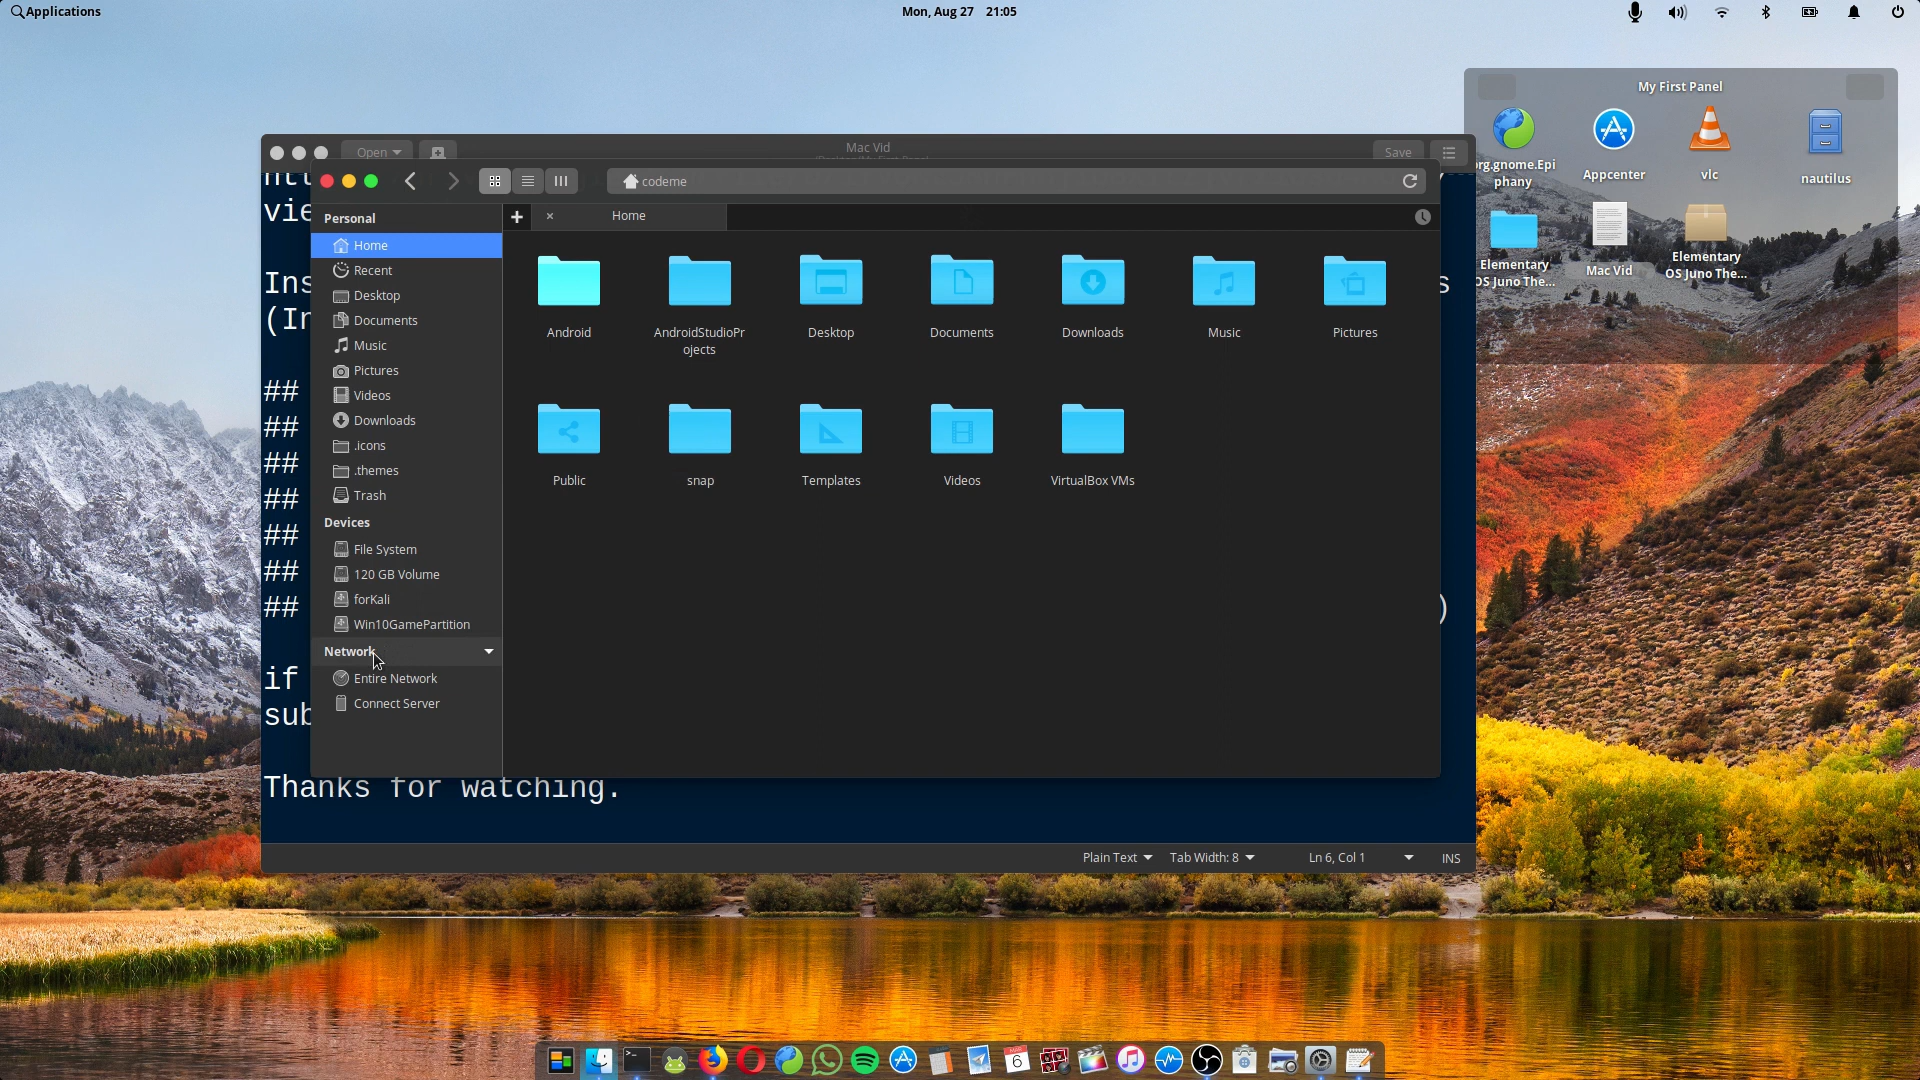 Applications
Mon, Aug 27 21:05
My First Panel
org.gnome.Epi
phany
Appcenter
vlc
nautilus
Elementary
OS Juno The...
Mac Vid
Elementary
OS Juno The...
Open
Mac Vid
Save
codeme
vie
Ins
s
(In
##
##
##
##
##
##
##
)
if
sub
Thanks for watching.
Personal
Home
Recent
Desktop
Documents
Music
Pictures
Videos
Downloads
.icons
.themes
Trash
Devices
File System
120 GB Volume
forKali
Win10GamePartition
Network
Entire Network
Connect Server
Home
Android
AndroidStudioPr
ojects
Desktop
Documents
Downloads
Music
Pictures
Public
snap
Templates
Videos
VirtualBox VMs
Plain Text
Tab Width: 8
Ln 6, Col 1
INS
6